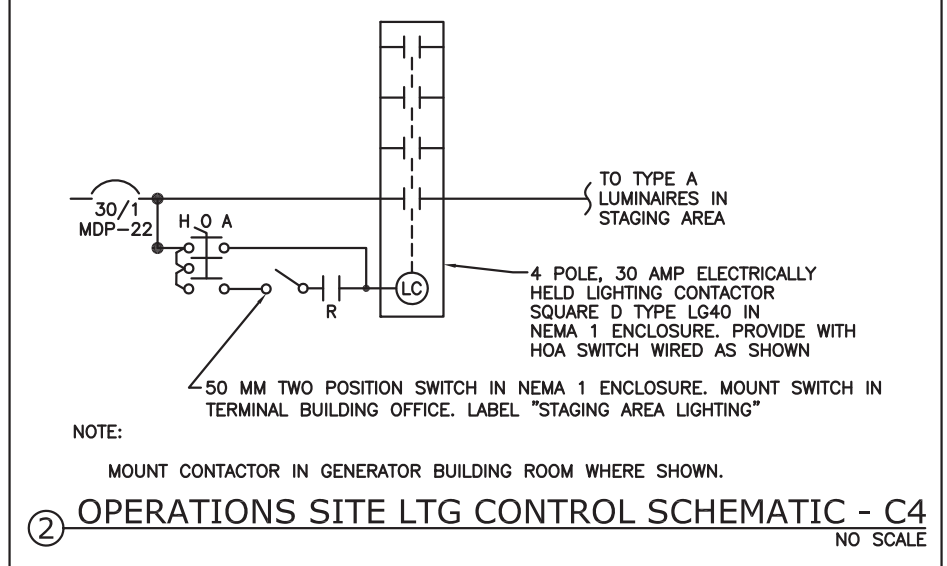 30/1
MDP-22
H O A
R
LC
TO TYPE A
LUMINAIRES IN
STAGING AREA
4 POLE, 30 AMP ELECTRICALLY
HELD LIGHTING CONTACTOR
SQUARE D TYPE LG40 IN
NEMA 1 ENCLOSURE. PROVIDE WITH
HOA SWITCH WIRED AS SHOWN
50 MM TWO POSITION SWITCH IN NEMA 1 ENCLOSURE. MOUNT SWITCH IN
TERMINAL BUILDING OFFICE. LABEL "STAGING AREA LIGHTING"
NOTE:
MOUNT CONTACTOR IN GENERATOR BUILDING ROOM WHERE SHOWN.
2 OPERATIONS SITE LTG CONTROL SCHEMATIC - C4
NO SCALE